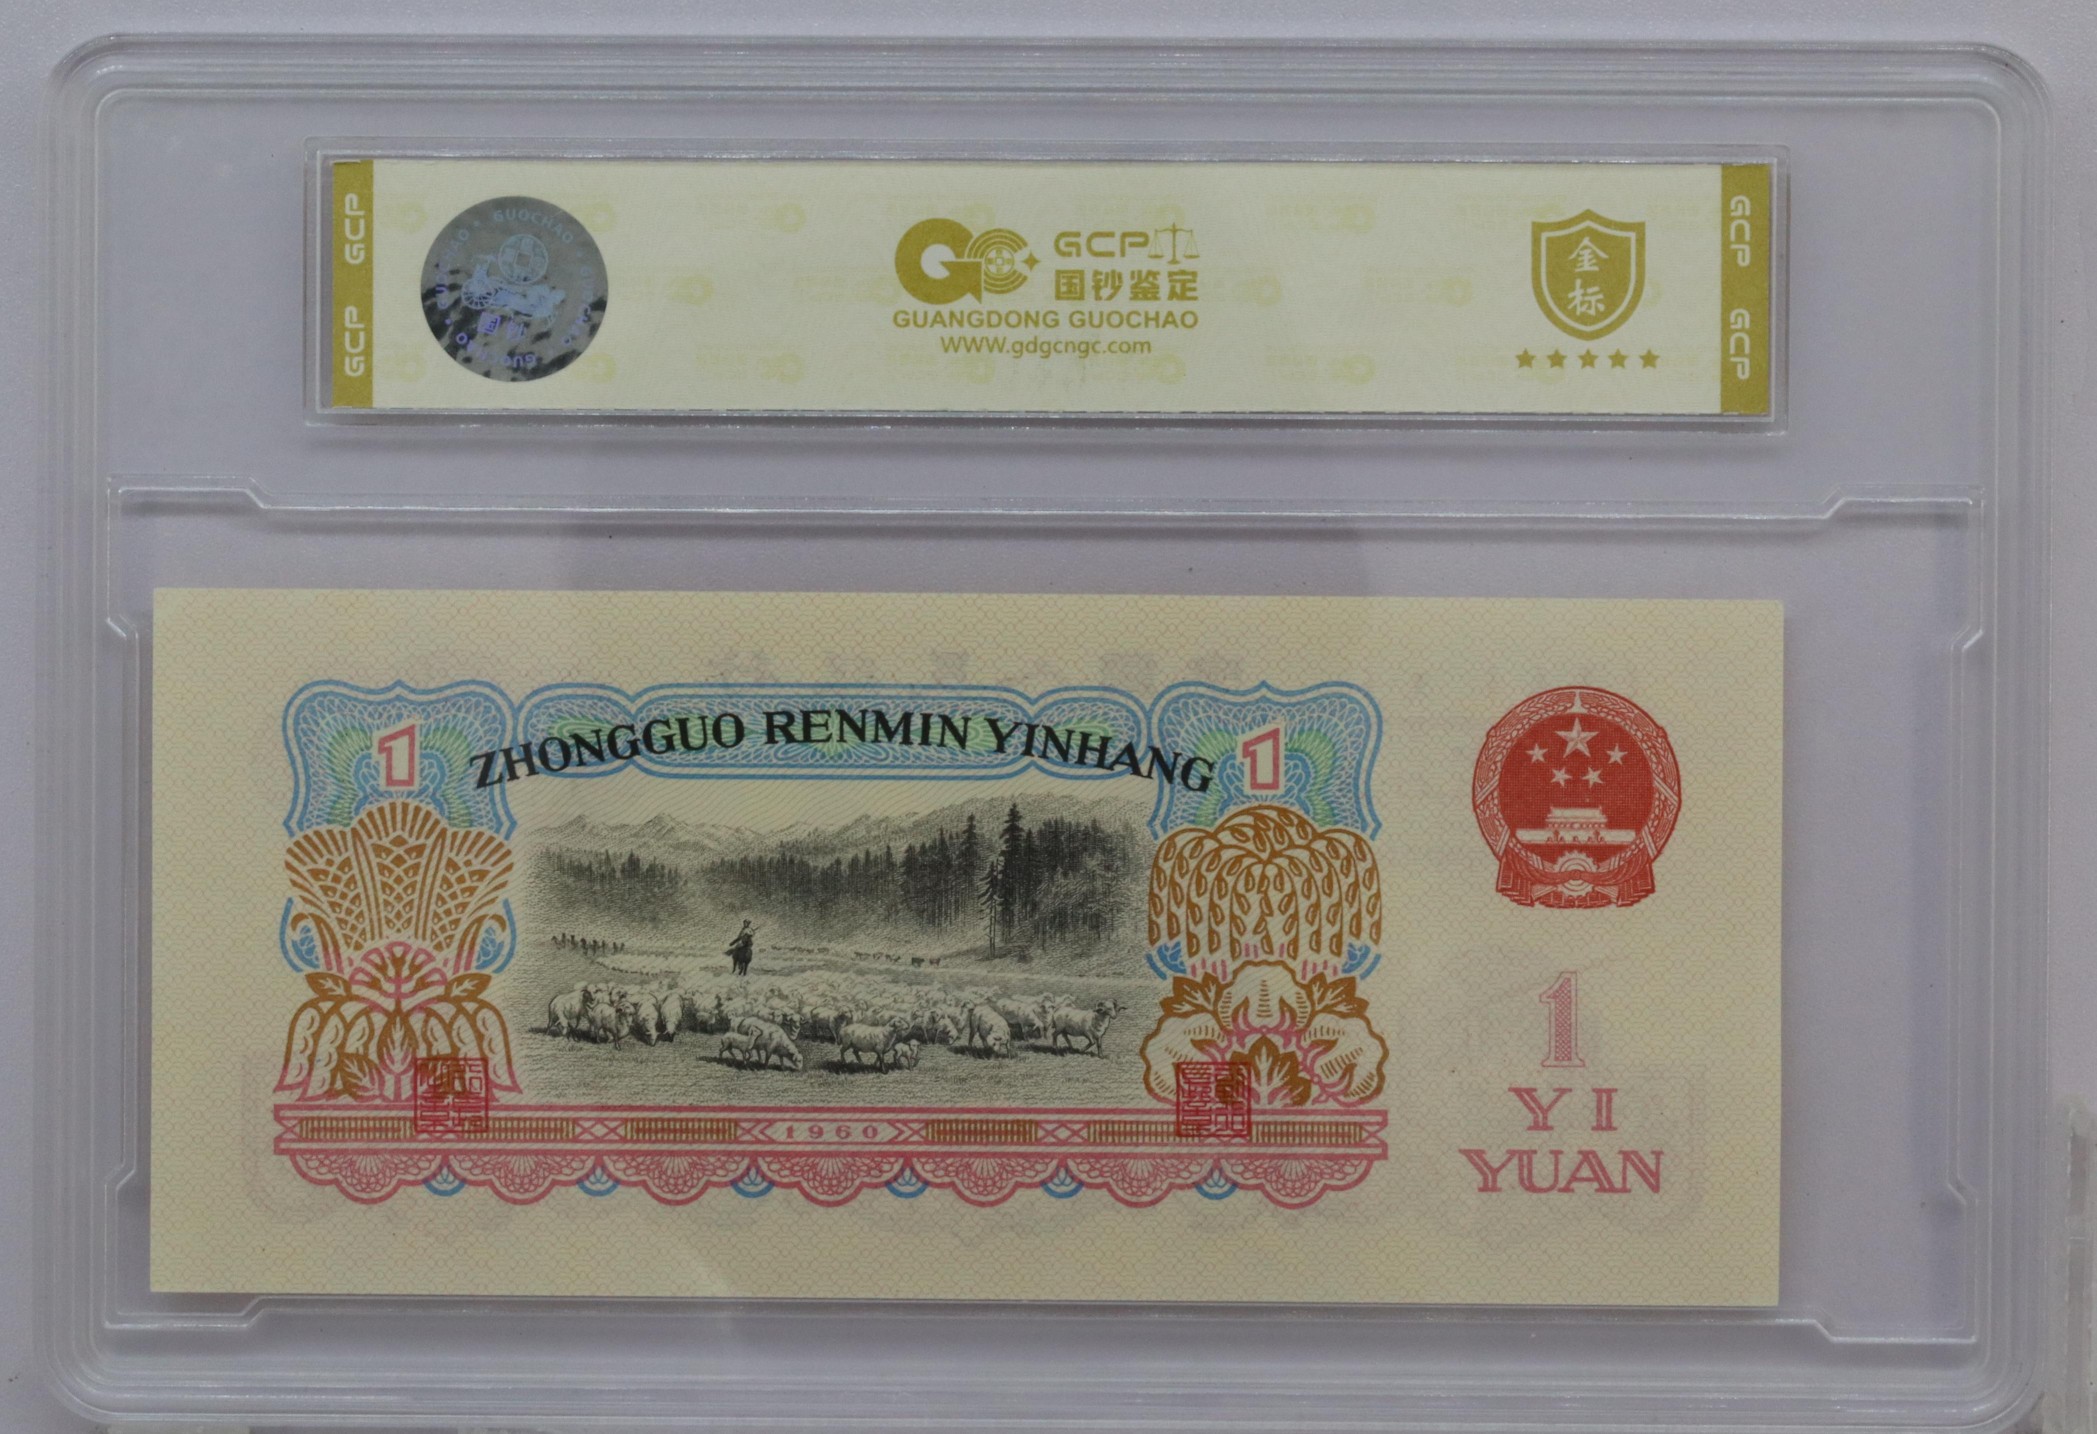 GCP GCP
GUOCHAO
GCP
国钞鉴定
GUANGDONG GUOCHAO
WWW.gdgcngc.com
金标
GCP GCP
ZHONGGUO RENMIN YINHANG
1
1
1960
1
YI
YUAN